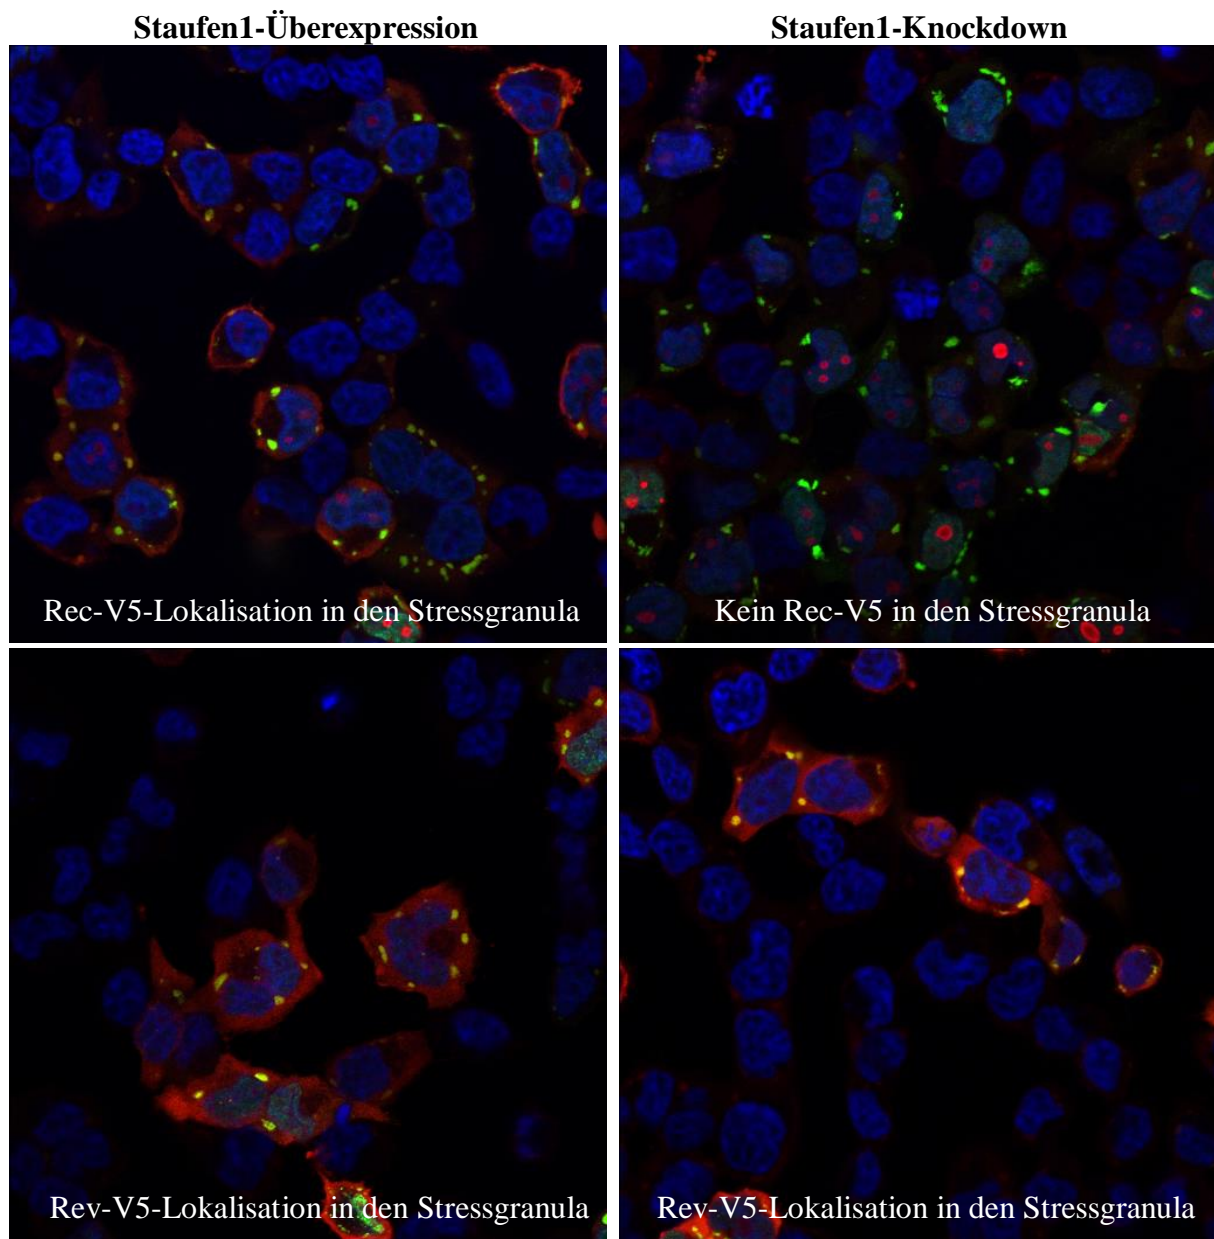 Staufen1-Überexpression
Staufen1-Knockdown
Rec-V5-Lokalisation in den Stressgranula
Kein Rec-V5 in den Stressgranula
Rev-V5-Lokalisation in den Stressgranula
Rev-V5-Lokalisation in den Stressgranula